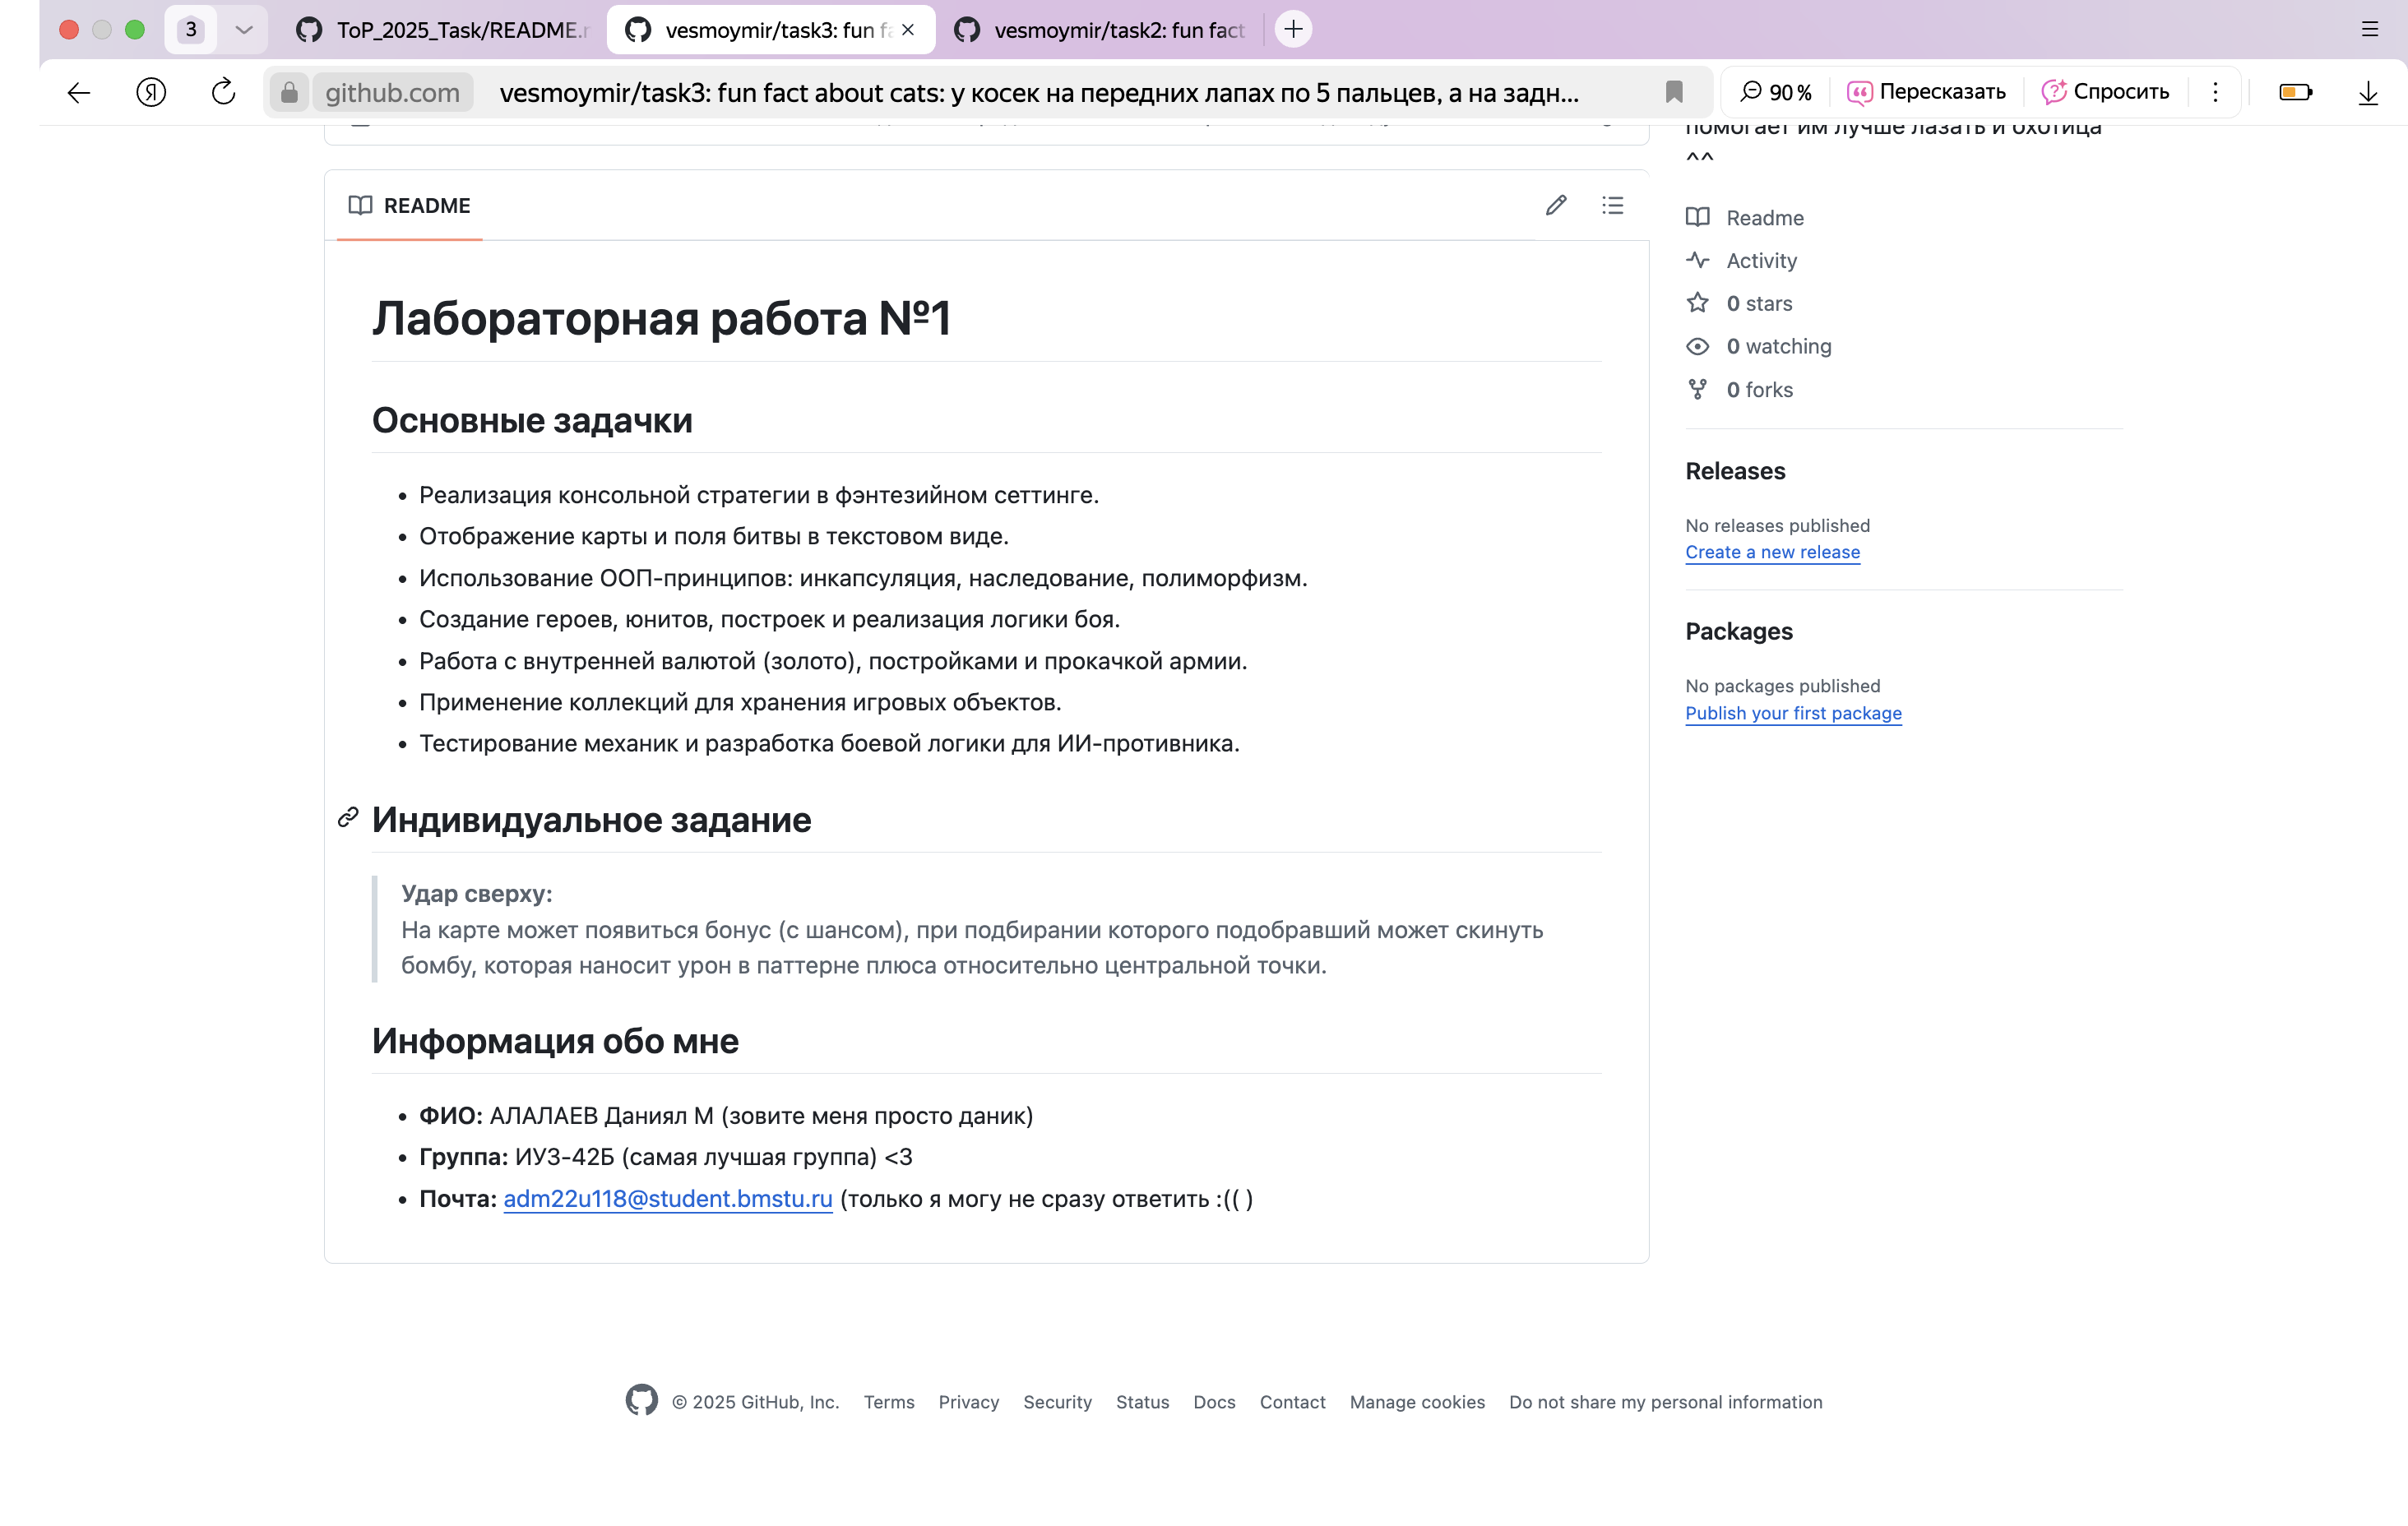 3
ToP_2025_Task/README.
vesmoymir/task3: fun fa
vesmoymir/task2: fun fact
github.com
vesmoymir/task3: fun fact about cats: у косек на передних лапах по 5 пальцев, а на задн...
90 %
Пересказать
Спросить
помогает им лучше лазать и охотица
^^
README
Лабораторная работа №1
Основные задачки
• Реализация консольной стратегии в фэнтезийном сеттинге.
• Отображение карты и поля битвы в текстовом виде.
• Использование ООП-принципов: инкапсуляция, наследование, полиморфизм.
• Создание героев, юнитов, построек и реализация логики боя.
• Работа с внутренней валютой (золото), постройками и прокачкой армии.
• Применение коллекций для хранения игровых объектов.
• Тестирование механик и разработка боевой логики для ИИ-противника.
Индивидуальное задание
Удар сверху:
На карте может появиться бонус (с шансом), при подбирании которого подобравший может скинуть
бомбу, которая наносит урон в паттерне плюса относительно центральной точки.
Информация обо мне
• ФИО: АЛАЛАЕВ Даниял М (зовите меня просто даник)
• Группа: ИУ3-42Б (самая лучшая группа) <3
• Почта: adm22u118@student.bmstu.ru (только я могу не сразу ответить :(( )
Readme
Activity
0 stars
0 watching
0 forks
Releases
No releases published
Create a new release
Packages
No packages published
Publish your first package
© 2025 GitHub, Inc. Terms Privacy Security Status Docs Contact Manage cookies Do not share my personal information